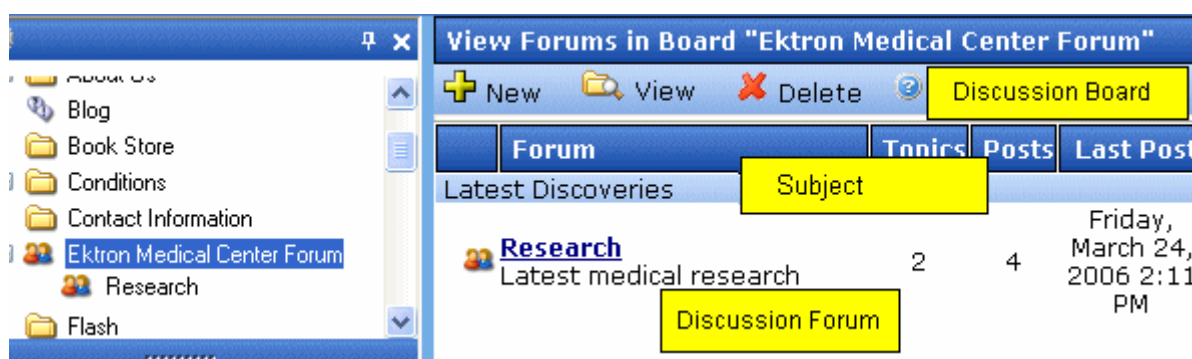 View Forums in Board "Ektron Medical Center Forum"
About Us
Blog
Book Store
Conditions
Contact Information
Ektron Medical Center Forum
Research
Flash
New View Delete
Discussion Board
Forum Topics Posts Last Post
Latest Discoveries
Subject
Research
Latest medical research
2 4
Friday,
March 24,
2006 2:11
PM
Discussion Forum